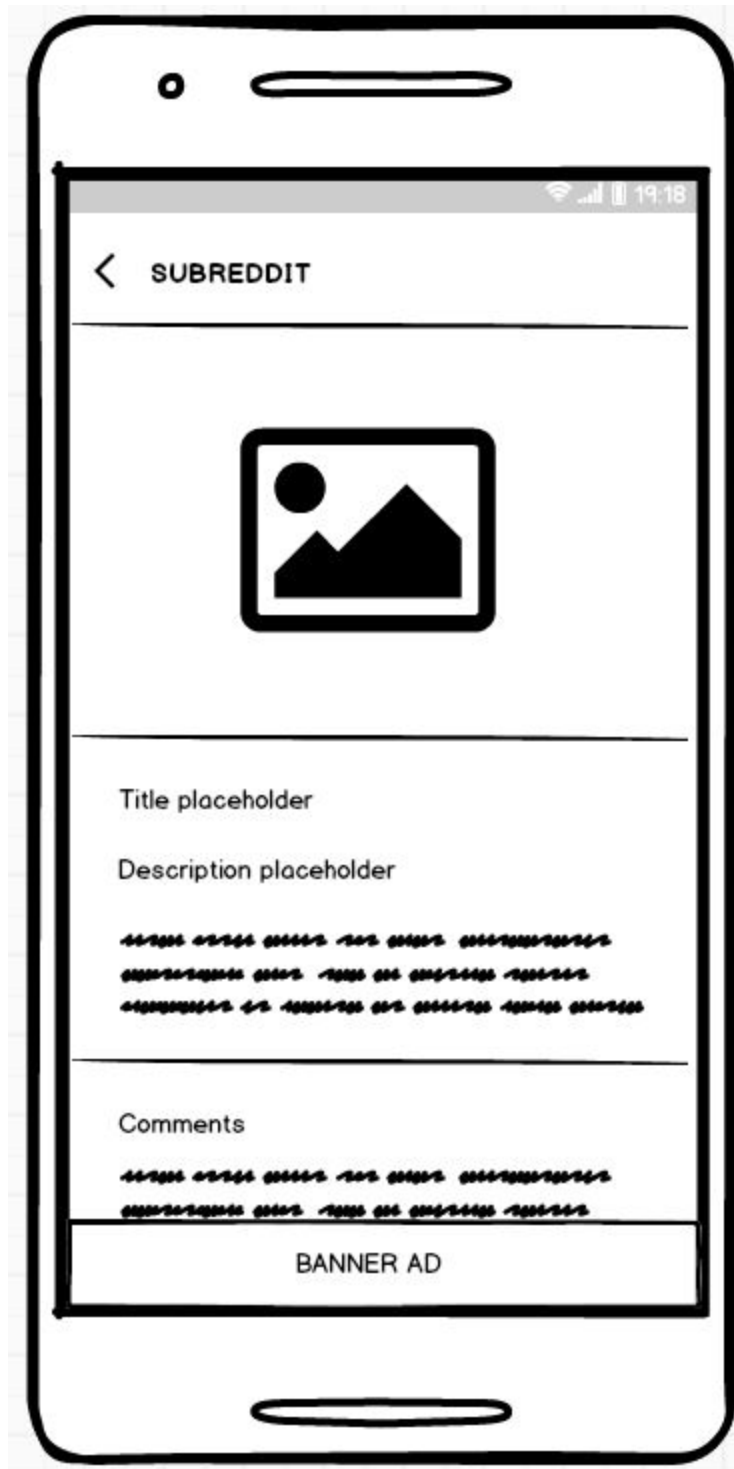 19:18
SUBREDDIT
Title placeholder
Description placeholder
Comments
BANNER AD